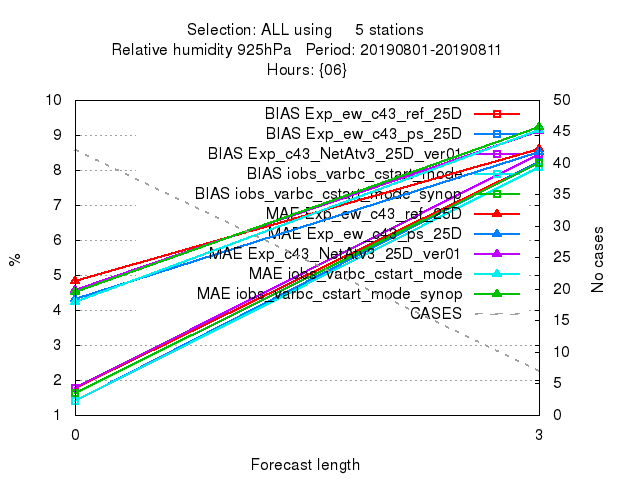 Selection: ALL using 5 stations
Relative humidity 925hPa Period: 20190801-20190811
Hours: {06}
10 50
9 45
8 40
7 35
6 30
5 25
4 20
3 15
2 10
1 5
0
%
No cases
BIAS Exp_ew_c43_ref_25D
BIAS Exp_ew_c43_ps_25D
BIAS Exp_c43_NetAtv3_25D_ver01
BIAS iobs_varbc_cstart_mode
BIAS iobs_varbc_cstart_mode_synop
MAE Exp_ew_c43_ref_25D
MAE Exp_ew_c43_ps_25D
MAE Exp_c43_NetAtv3_25D_ver01
MAE iobs_varbc_cstart_mode
MAE iobs_varbc_cstart_mode_synop
CASES
0 3
Forecast length